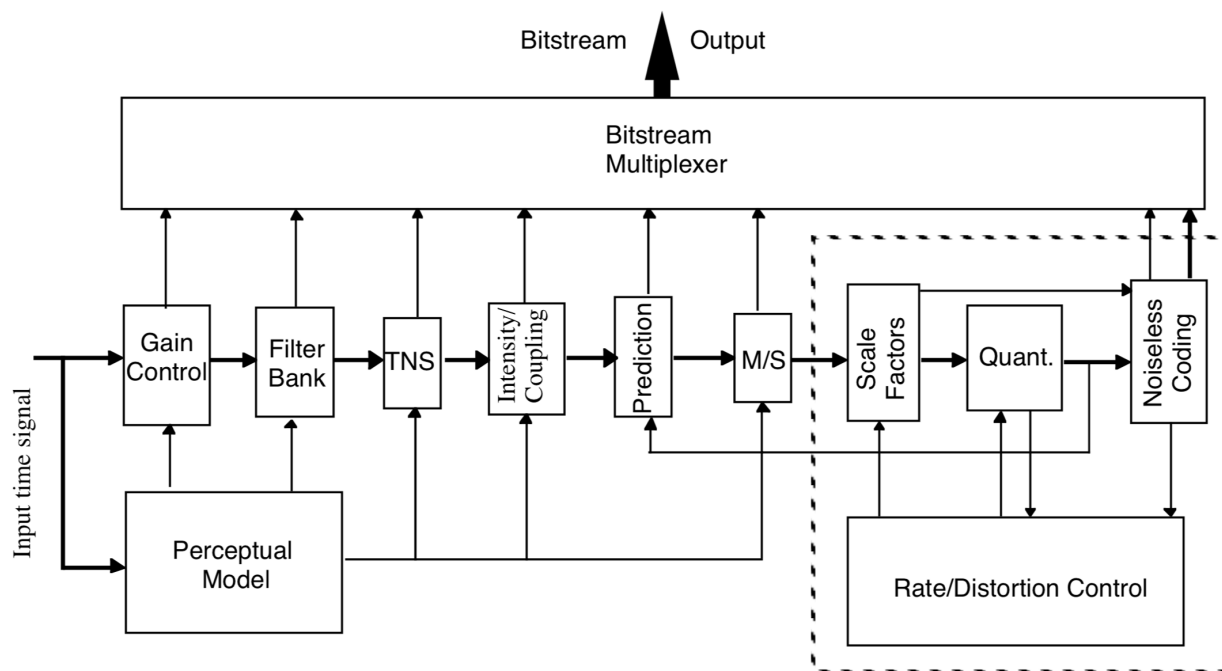 Bitstream Output
Bitstream
Multiplexer
Gain
Control
Filter
Bank
TNS
Intensity/
Coupling
Prediction
M/S
Scale
Factors
Quant.
Noiseless
Coding
Input time signal
Perceptual
Model
Rate/Distortion Control